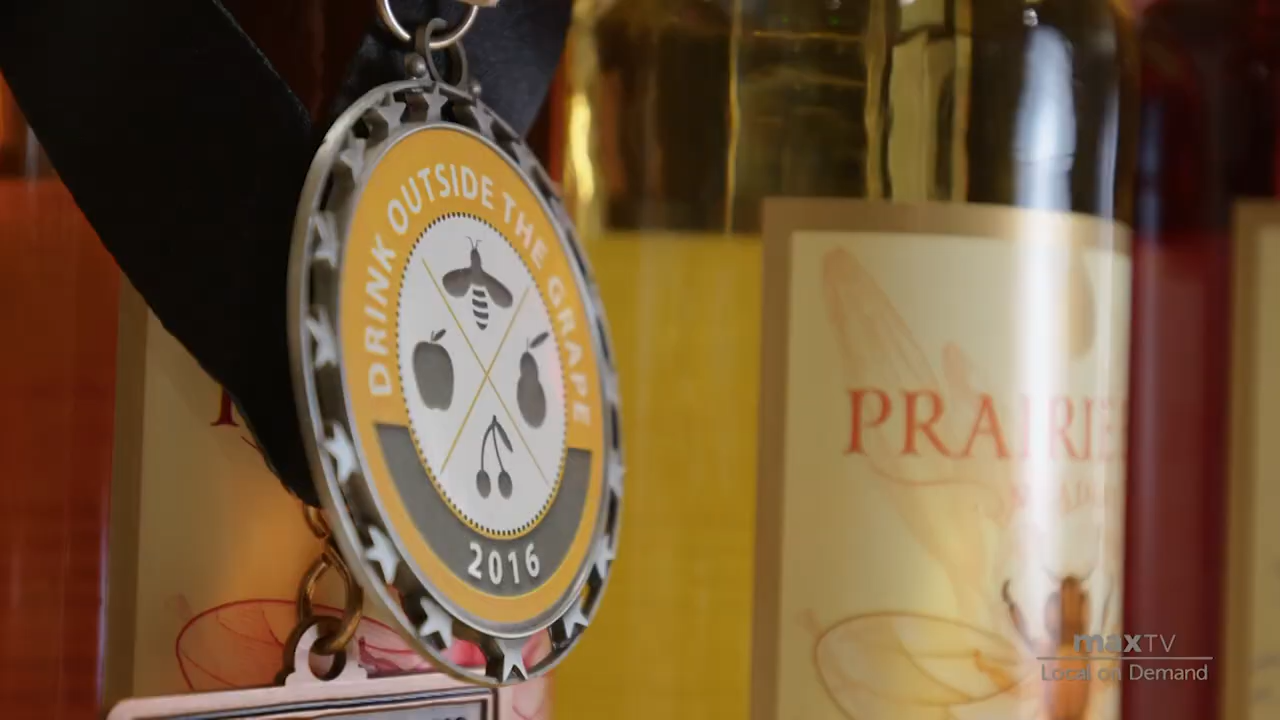 DRINK OUTSIDE THE GRAPE
2016
PRAIRIE
maxTV
Local on Demand